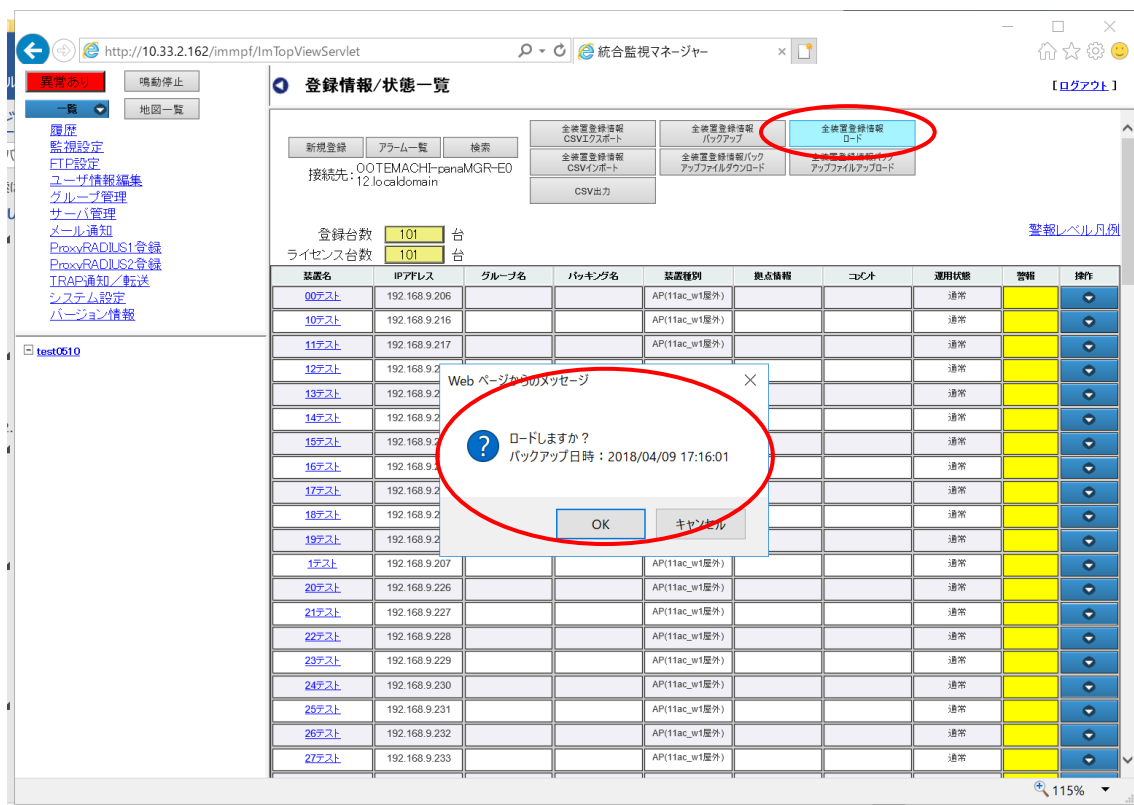 http://10.33.2.162/immpf/ImTopViewServlet
統合監視マネージャー
異常あり
鳴動停止
一覧
地図一覧
履歴
監視設定
FTP設定
ユーザ情報編集
グループ管理
サーバ管理
メール通知
ProxyRADIUS1登録
ProxyRADIUS2登録
TRAP通知／転送
システム設定
バージョン情報
test0510
登録情報/状態一覧
[ログアウト]
新規登録 アラーム一覧 検索
接続先: OOTEMACHI-panaMGR-E0
12.localdomain
全装置登録情報
CSVエクスポート
全装置登録情報
バックアップ
全装置登録情報
ロード
全装置登録情報
CSVインポート
全装置登録情報バック
アップファイルダウンロード
全装置登録情報バック
アップファイルアップロード
CSV出力
登録台数 101 台
ライセンス台数 101 台
警報レベル凡例
装置名 IPアドレス グループ名 パッキング名 装置種別 拠点情報 コメント 運用状態 警報 操作
00テスト 192.168.9.206 AP(11ac_w1屋外) 通常
10テスト 192.168.9.216 AP(11ac_w1屋外) 通常
11テスト 192.168.9.217 AP(11ac_w1屋外) 通常
12テスト 192.168.9.2 通常
13テスト 192.168.9.2 通常
14テスト 192.168.9.2 通常
15テスト 192.168.9.2 通常
16テスト 192.168.9.2 通常
17テスト 192.168.9.2 通常
18テスト 192.168.9.2 通常
19テスト 192.168.9.2 通常
1テスト 192.168.9.207 AP(11ac_w1屋外) 通常
20テスト 192.168.9.226 AP(11ac_w1屋外) 通常
21テスト 192.168.9.227 AP(11ac_w1屋外) 通常
22テスト 192.168.9.228 AP(11ac_w1屋外) 通常
23テスト 192.168.9.229 AP(11ac_w1屋外) 通常
24テスト 192.168.9.230 AP(11ac_w1屋外) 通常
25テスト 192.168.9.231 AP(11ac_w1屋外) 通常
26テスト 192.168.9.232 AP(11ac_w1屋外) 通常
27テスト 192.168.9.233 AP(11ac_w1屋外) 通常
Web ページからのメッセージ
ロードしますか？
バックアップ日時：2018/04/09 17:16:01
OK キャンセル
115%